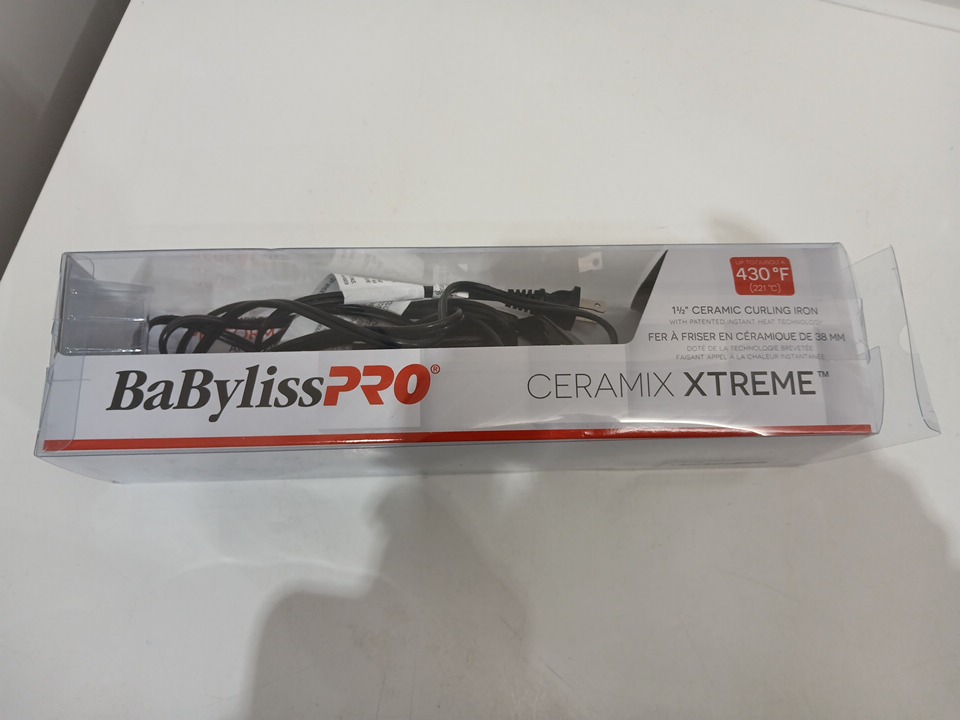 UP TO/JUSQU'À
430°F
(221 °C)
1½" CERAMIC CURLING IRON
WITH PATENTED INSTANT HEAT TECHNOLOGY
FER À FRISER EN CÉRAMIQUE DE 38 MM
DOTÉ DE LA TECHNOLOGIE BREVETÉE
FAISANT APPEL À LA CHALEUR INSTANTANÉE
BaBylissPRO®
CERAMIX XTREME™